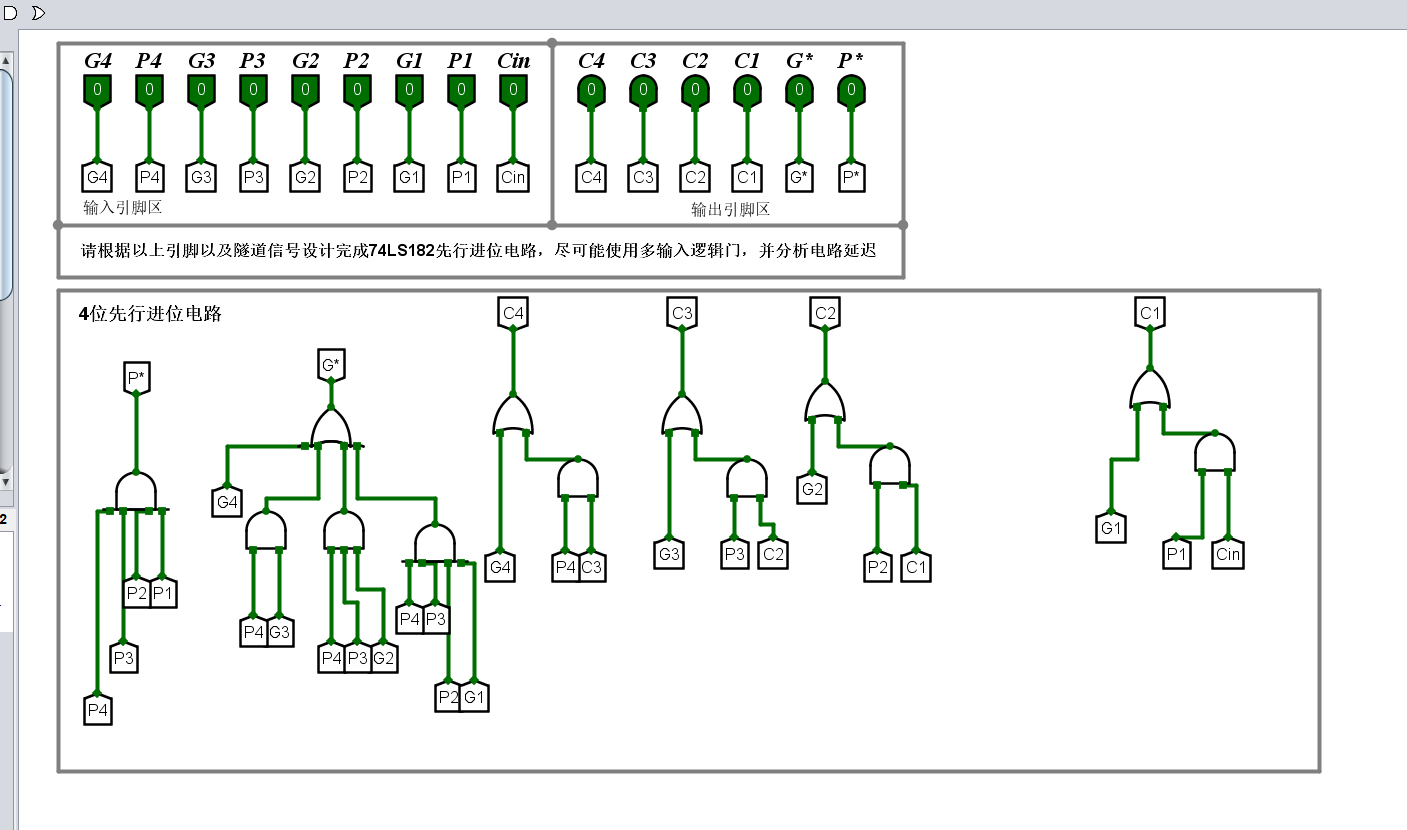 G4 P4 G3 P3 G2 P2 G1 P1 Cin C4 C3 C2 C1 G* P*
0 0 0 0 0 0 0 0 0 0 0 0 0 0 0
G4 P4 G3 P3 G2 P2 G1 P1 Cin C4 C3 C2 C1 G* P*
输入引脚区 输出引脚区
请根据以上引脚以及隧道信号设计完成74LS182先行进位电路，尽可能使用多输入逻辑门，并分析电路延迟
4位先行进位电路
C4 C3 C2 C1
P* G*
G4 G2
G1
P1 Cin
G4 P4 C3 G3 P3 C2 P2 C1
P2 P1
P4 P3
P4 G3
P3 P4 P3 G2
P4 P2 G1
2